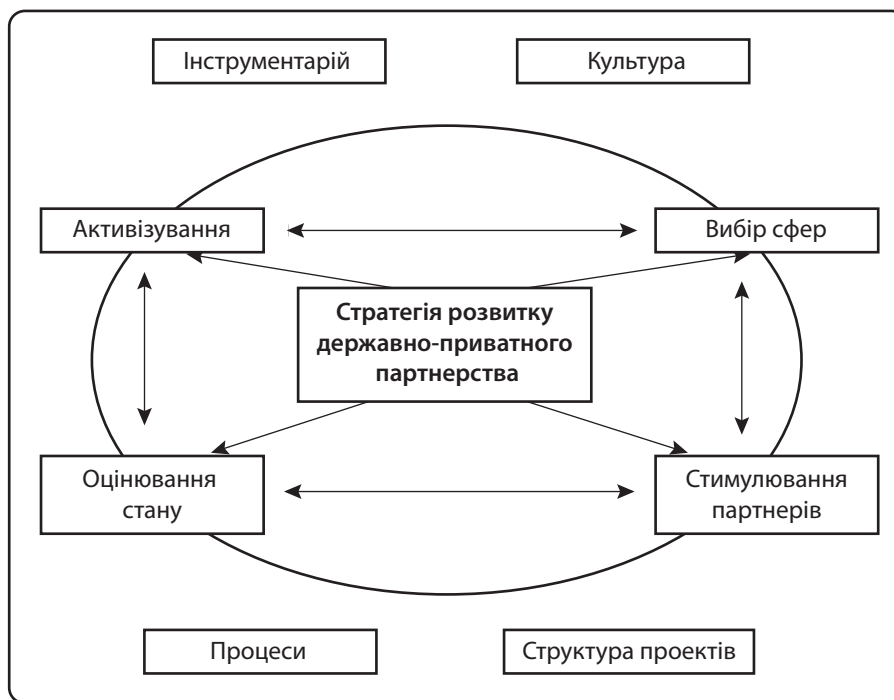 Інструментарій
Культура
Активізування
Вибір сфер
Стратегія розвитку
державно-приватного
партнерства
Оцінювання
стану
Стимулювання
партнерів
Процеси
Структура проектів